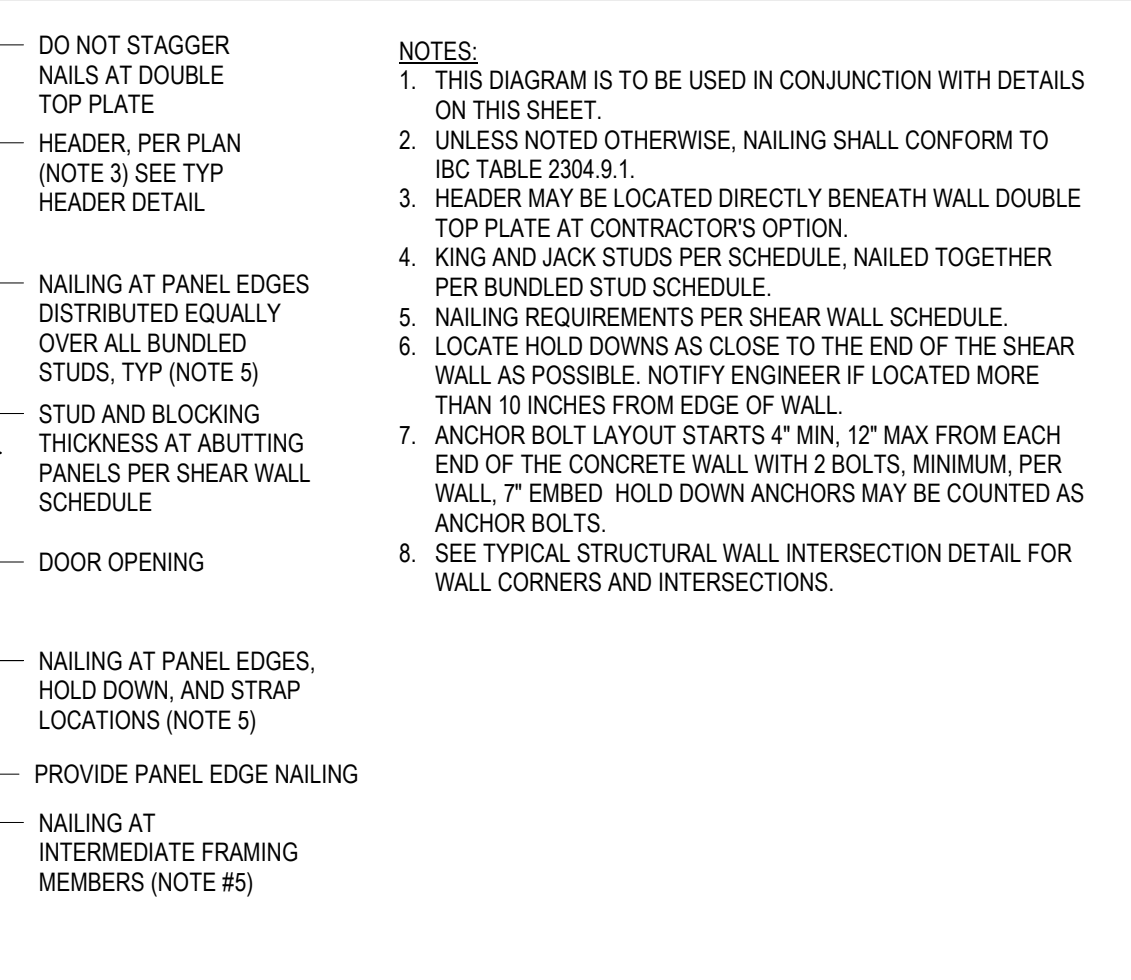 DO NOT STAGGER
NAILS AT DOUBLE
TOP PLATE
HEADER, PER PLAN
(NOTE 3) SEE TYP
HEADER DETAIL
NAILING AT PANEL EDGES
DISTRIBUTED EQUALLY
OVER ALL BUNDLED
STUDS, TYP (NOTE 5)
STUD AND BLOCKING
THICKNESS AT ABUTTING
PANELS PER SHEAR WALL
SCHEDULE
DOOR OPENING
NAILING AT PANEL EDGES,
HOLD DOWN, AND STRAP
LOCATIONS (NOTE 5)
PROVIDE PANEL EDGE NAILING
NAILING AT
INTERMEDIATE FRAMING
MEMBERS (NOTE #5)
NOTES:
1. THIS DIAGRAM IS TO BE USED IN CONJUNCTION WITH DETAILS
ON THIS SHEET.
2. UNLESS NOTED OTHERWISE, NAILING SHALL CONFORM TO
IBC TABLE 2304.9.1.
3. HEADER MAY BE LOCATED DIRECTLY BENEATH WALL DOUBLE
TOP PLATE AT CONTRACTOR'S OPTION.
4. KING AND JACK STUDS PER SCHEDULE, NAILED TOGETHER
PER BUNDLED STUD SCHEDULE.
5. NAILING REQUIREMENTS PER SHEAR WALL SCHEDULE.
6. LOCATE HOLD DOWNS AS CLOSE TO THE END OF THE SHEAR
WALL AS POSSIBLE. NOTIFY ENGINEER IF LOCATED MORE
THAN 10 INCHES FROM EDGE OF WALL.
7. ANCHOR BOLT LAYOUT STARTS 4" MIN, 12" MAX FROM EACH
END OF THE CONCRETE WALL WITH 2 BOLTS, MINIMUM, PER
WALL, 7" EMBED HOLD DOWN ANCHORS MAY BE COUNTED AS
ANCHOR BOLTS.
8. SEE TYPICAL STRUCTURAL WALL INTERSECTION DETAIL FOR
WALL CORNERS AND INTERSECTIONS.